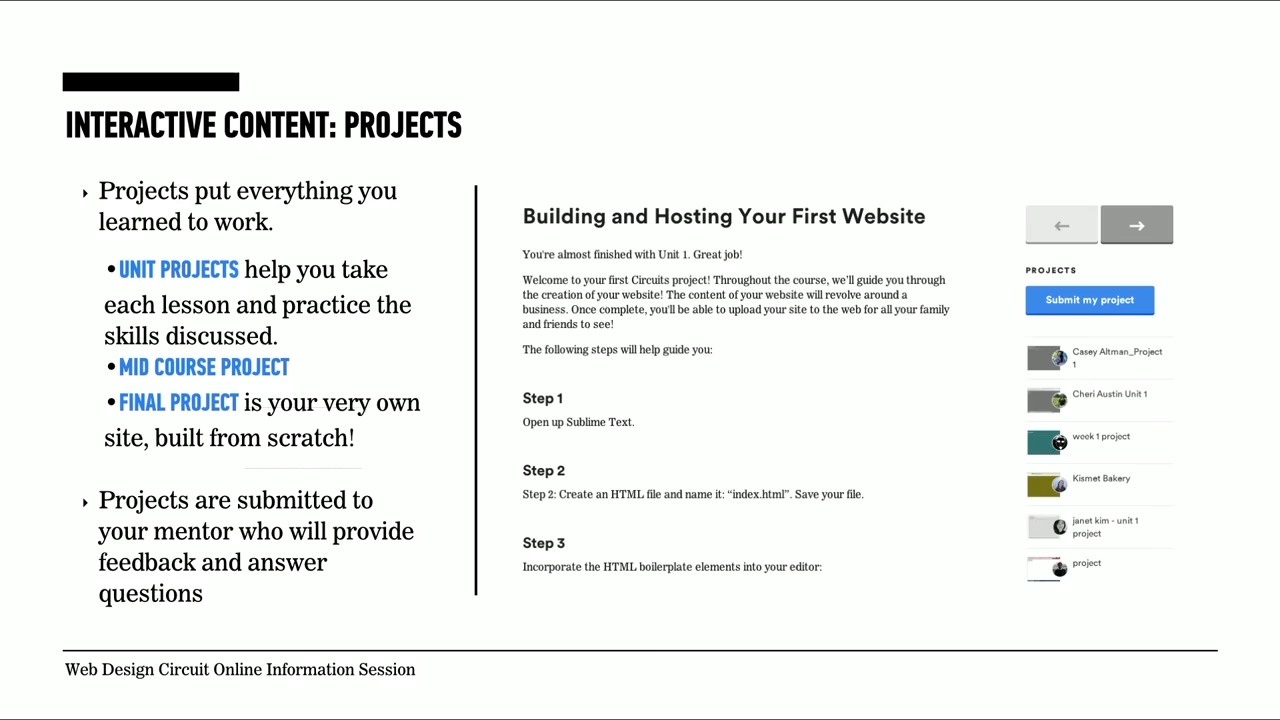 INTERACTIVE CONTENT: PROJECTS
Projects put everything you
learned to work.
•UNIT PROJECTS help you take
each lesson and practice the
skills discussed.
•MID COURSE PROJECT
•FINAL PROJECT is your very own
site, built from scratch!
Projects are submitted to
your mentor who will provide
feedback and answer
questions
Building and Hosting Your First Website
You're almost finished with Unit 1. Great job!
Welcome to your first Circuits project! Throughout the course, we'll guide you through
the creation of your website! The content of your website will revolve around a
business. Once complete, you'll be able to upload your site to the web for all your family
and friends to see!
The following steps will help guide you:
Step 1
Open up Sublime Text.
Step 2
Step 2: Create an HTML file and name it: “index.html”. Save your file.
Step 3
Incorporate the HTML boilerplate elements into your editor:
← →
PROJECTS
Submit my project
Casey Altman_Project
1
Cheri Austin Unit 1
week 1 project
Kismet Bakery
janet kim - unit 1
project
project
Web Design Circuit Online Information Session